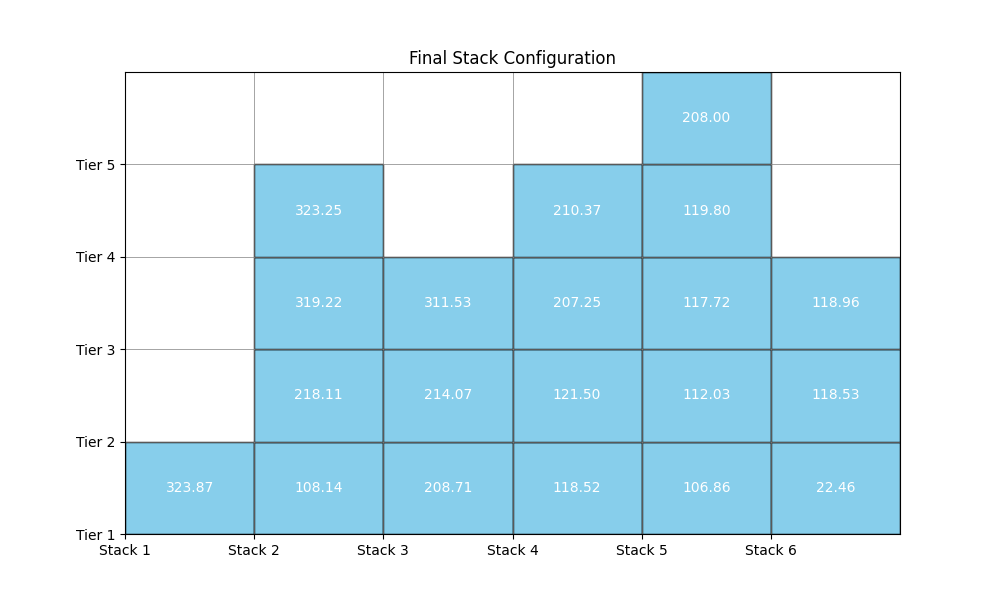 Final Stack Configuration
208.00
Tier 5
323.25 210.37 119.80
Tier 4
319.22 311.53 207.25 117.72 118.96
Tier 3
218.11 214.07 121.50 112.03 118.53
Tier 2
323.87 108.14 208.71 118.52 106.86 22.46
Tier 1
Stack 1 Stack 2 Stack 3 Stack 4 Stack 5 Stack 6